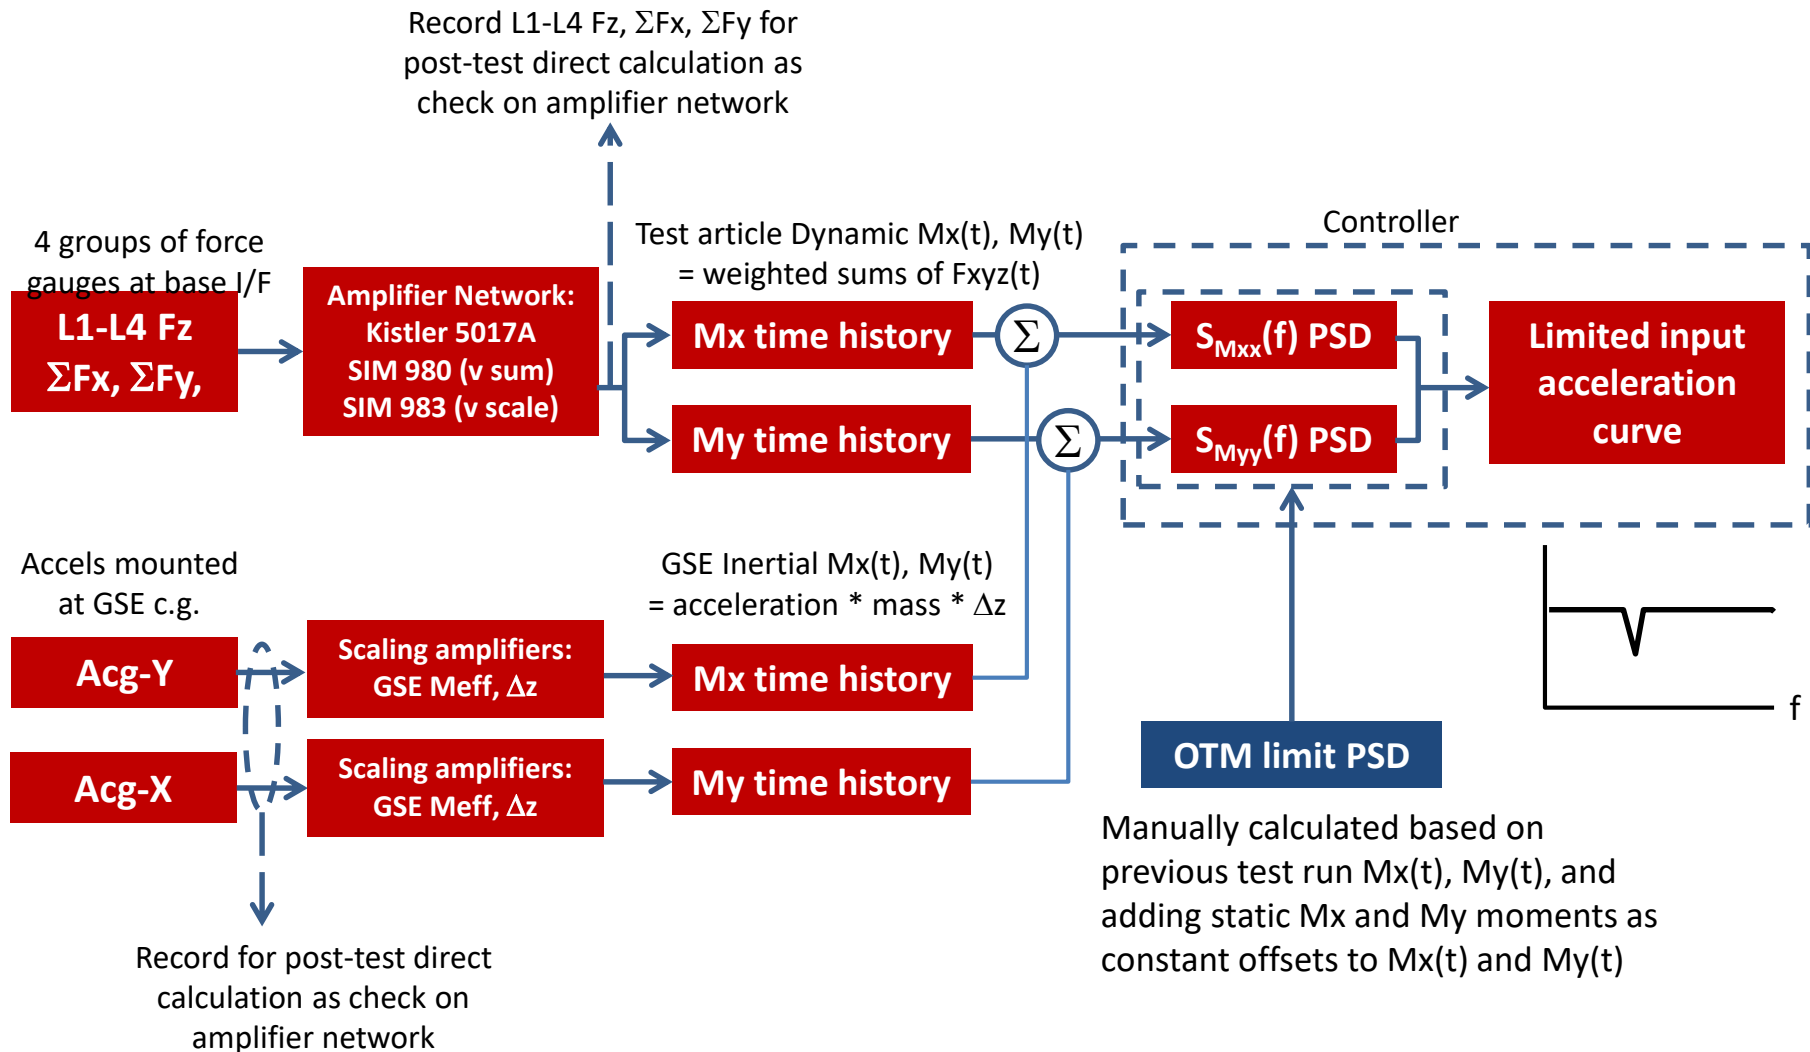 Record L1-L4 Fz, ΣFx, ΣFy for
post-test direct calculation as
check on amplifier network
4 groups of force
gauges at base I/F
L1-L4 Fz
ΣFx, ΣFy,
Amplifier Network:
Kistler 5017A
SIM 980 (v sum)
SIM 983 (v scale)
Test article Dynamic Mx(t), My(t)
= weighted sums of Fxyz(t)
Mx time history
My time history
Σ
Σ
Controller
SMxx(f) PSD
SMyy(f) PSD
Limited input
acceleration
curve
Accels mounted
at GSE c.g.
Acg-Y
Acg-X
Scaling amplifiers:
GSE Meff, Δz
Scaling amplifiers:
GSE Meff, Δz
GSE Inertial Mx(t), My(t)
= acceleration * mass * Δz
Mx time history
My time history
f
OTM limit PSD
Manually calculated based on
previous test run Mx(t), My(t), and
adding static Mx and My moments as
constant offsets to Mx(t) and My(t)
Record for post-test direct
calculation as check on
amplifier network